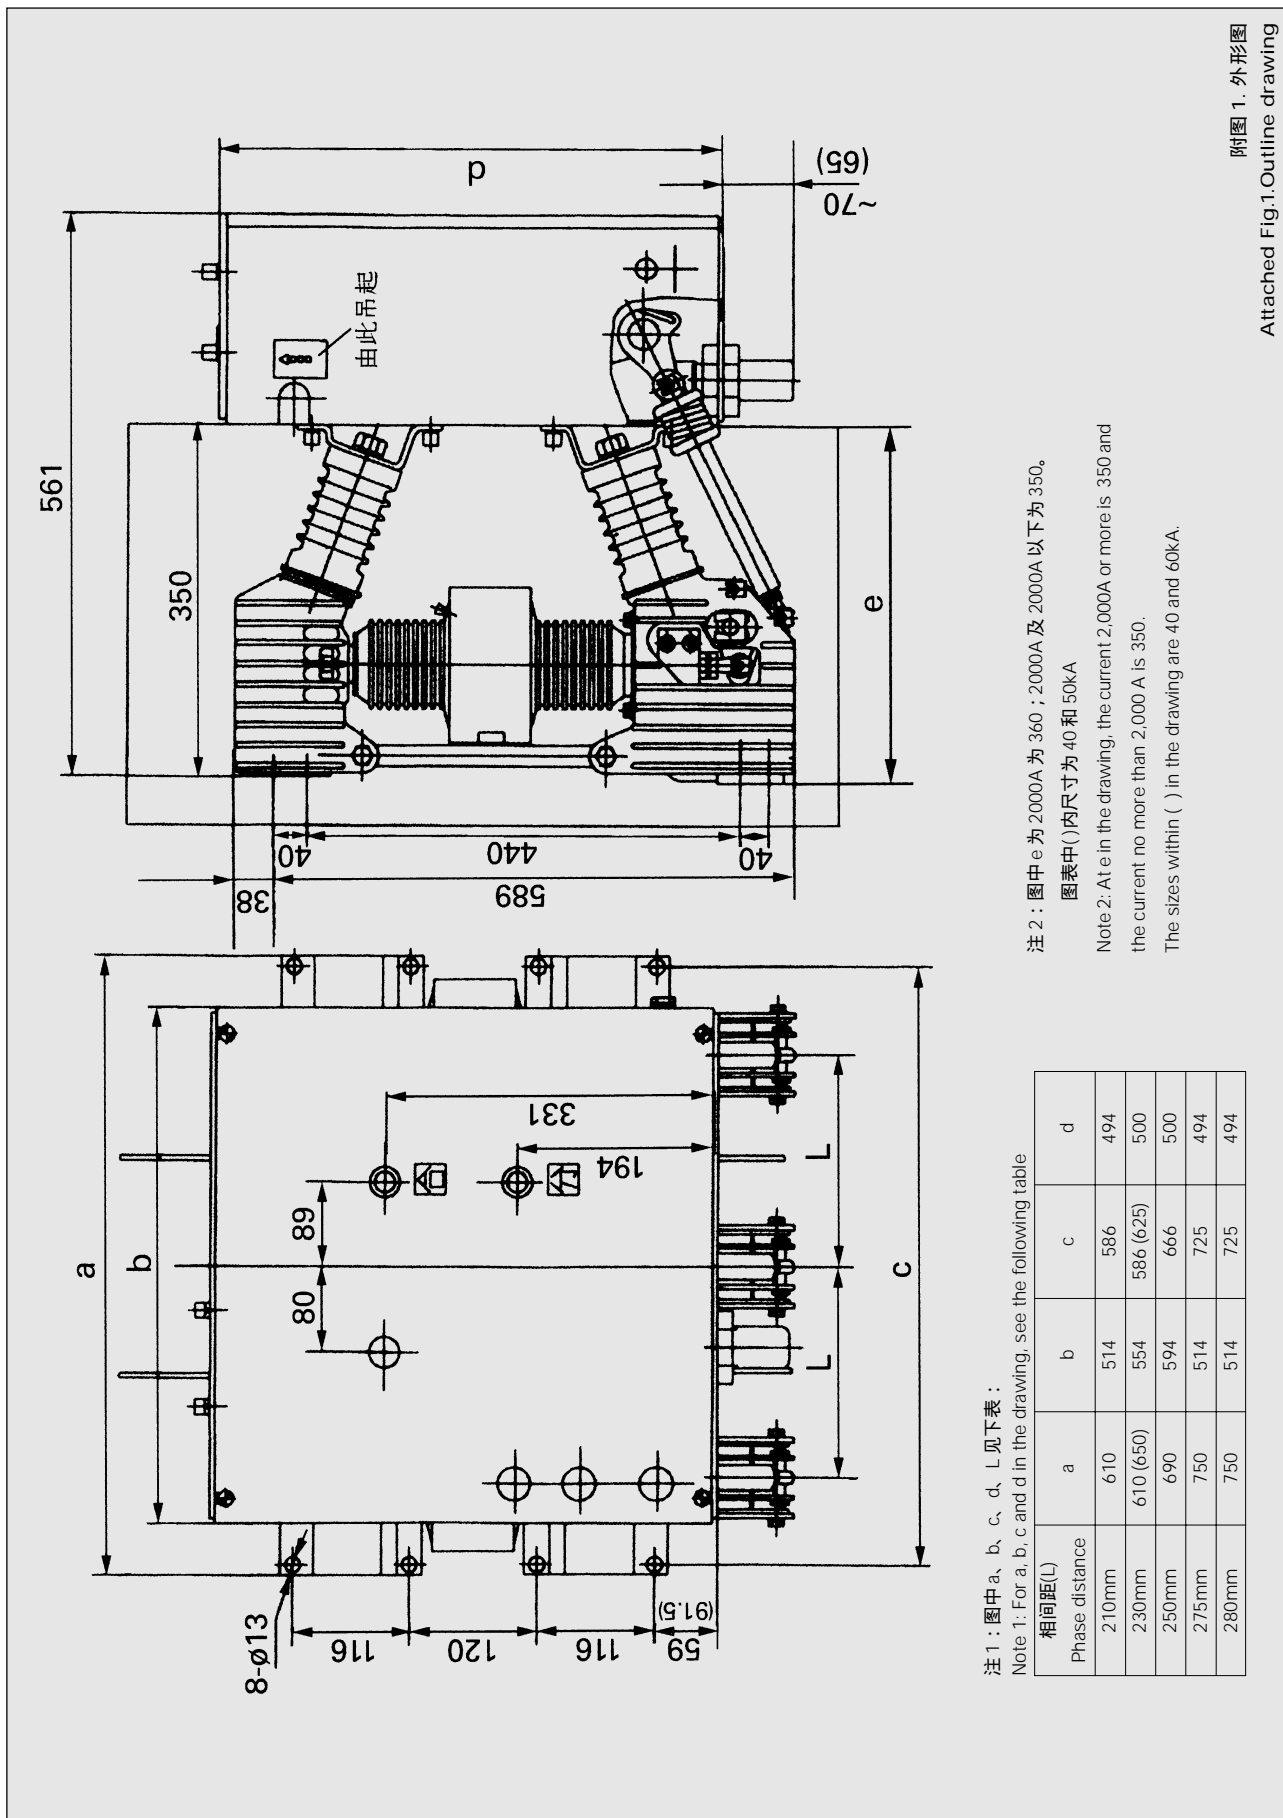 附图 1. 外形图
Attached Fig.1.Outline drawing
a
b
80
89
331
194
L
L
c
8-ø13
116
120
116
59
(91.5)
561
350
由此吊起
d
~70
(65)
e
38
40
440
40
589
注 1：图中 a、b、c、d、L 见下表：
Note 1: For a, b, c and d in the drawing, see the following table
相间距(L)
Phase distance a b c d
210mm 610 514 586 494
230mm 610 (650) 554 586 (625) 500
250mm 690 594 666 500
275mm 750 514 725 494
280mm 750 514 725 494
注 2：图中 e 为 2000A 为 360；2000A 及 2000A 以下为 350。
图表中()内尺寸为 40 和 50kA
Note 2: At e in the drawing, the current 2,000A or more is 350 and
the current no more than 2,000 A is 350.
The sizes within ( ) in the drawing are 40 and 60kA.